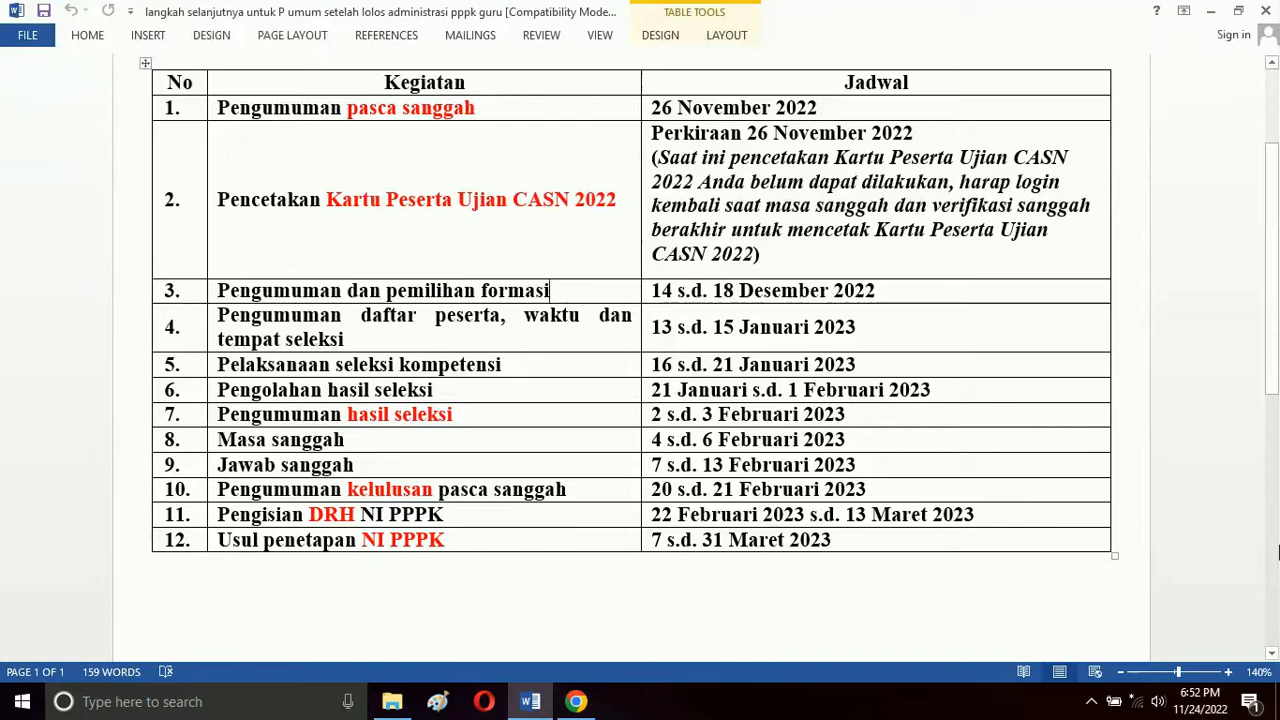 langkah selanjutnya untuk P umum setelah lolos administrasi pppk guru [Compatibility Mode...
TABLE TOOLS
?
FILE
HOME
INSERT
DESIGN
PAGE LAYOUT
REFERENCES
MAILINGS
REVIEW
VIEW
DESIGN
LAYOUT
Sign in
No Kegiatan Jadwal
1. Pengumuman pasca sanggah 26 November 2022
2. Pencetakan Kartu Peserta Ujian CASN 2022
Perkiraan 26 November 2022
(Saat ini pencetakan Kartu Peserta Ujian CASN
2022 Anda belum dapat dilakukan, harap login
kembali saat masa sanggah dan verifikasi sanggah
berakhir untuk mencetak Kartu Peserta Ujian
CASN 2022)
3. Pengumuman dan pemilihan formasi 14 s.d. 18 Desember 2022
4. Pengumuman daftar peserta, waktu dan
tempat seleksi
13 s.d. 15 Januari 2023
5. Pelaksanaan seleksi kompetensi 16 s.d. 21 Januari 2023
6. Pengolahan hasil seleksi 21 Januari s.d. 1 Februari 2023
7. Pengumuman hasil seleksi 2 s.d. 3 Februari 2023
8. Masa sanggah 4 s.d. 6 Februari 2023
9. Jawab sanggah 7 s.d. 13 Februari 2023
10. Pengumuman kelulusan pasca sanggah 20 s.d. 21 Februari 2023
11. Pengisian DRH NI PPPK 22 Februari 2023 s.d. 13 Maret 2023
12. Usul penetapan NI PPPK 7 s.d. 31 Maret 2023
PAGE 1 OF 1
159 WORDS
140%
Type here to search
6:52 PM
11/24/2022
1